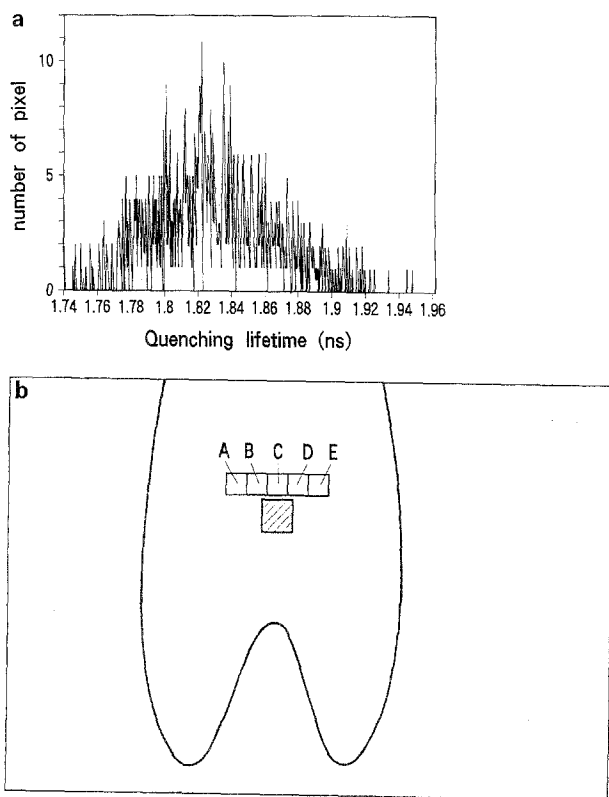 a
number of pixel
10
5
0
1.74 1.76 1.78 1.8 1.82 1.84 1.86 1.88 1.9 1.92 1.94 1.96
Quenching lifetime (ns)
b
A B C D E